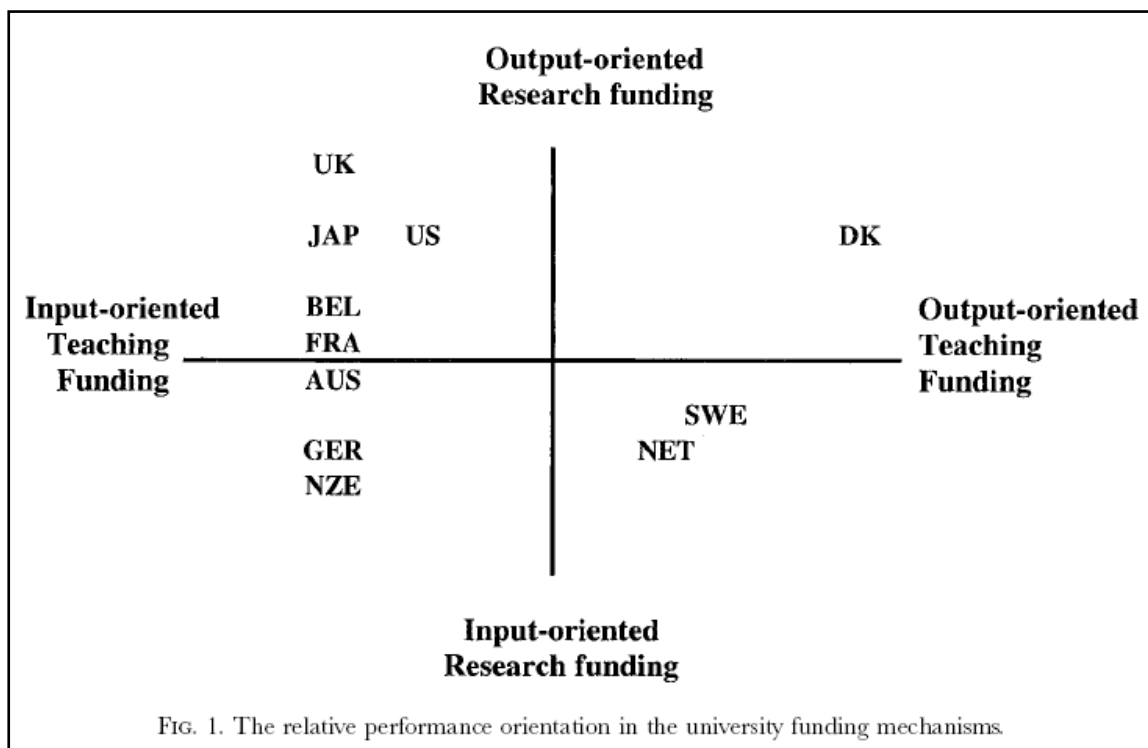 Output-oriented
Research funding
UK
JAP US DK
Input-oriented
Teaching
Funding
BEL
FRA
AUS
Output-oriented
Teaching
Funding
SWE
GER NET
NZE
Input-oriented
Research funding
FIG. 1. The relative performance orientation in the university funding mechanisms.